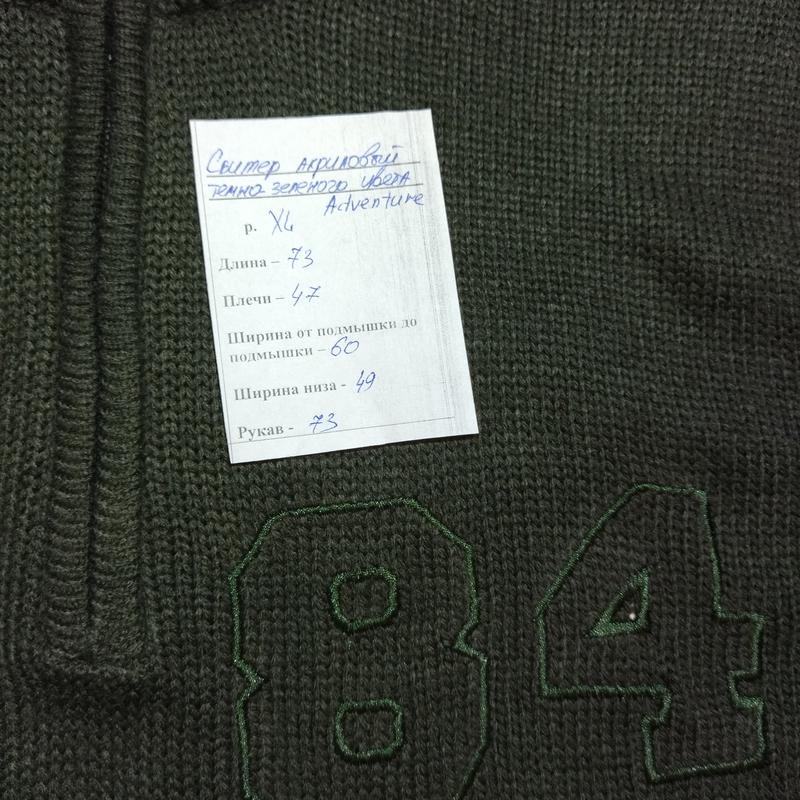 Свитер акриловый
темно зеленого цвета
Adventure
р. XL
Длина – 73
Плечи – 47
Ширина от подмышки до
подмышки – 60
Ширина низа - 49
Рукав - 73
84